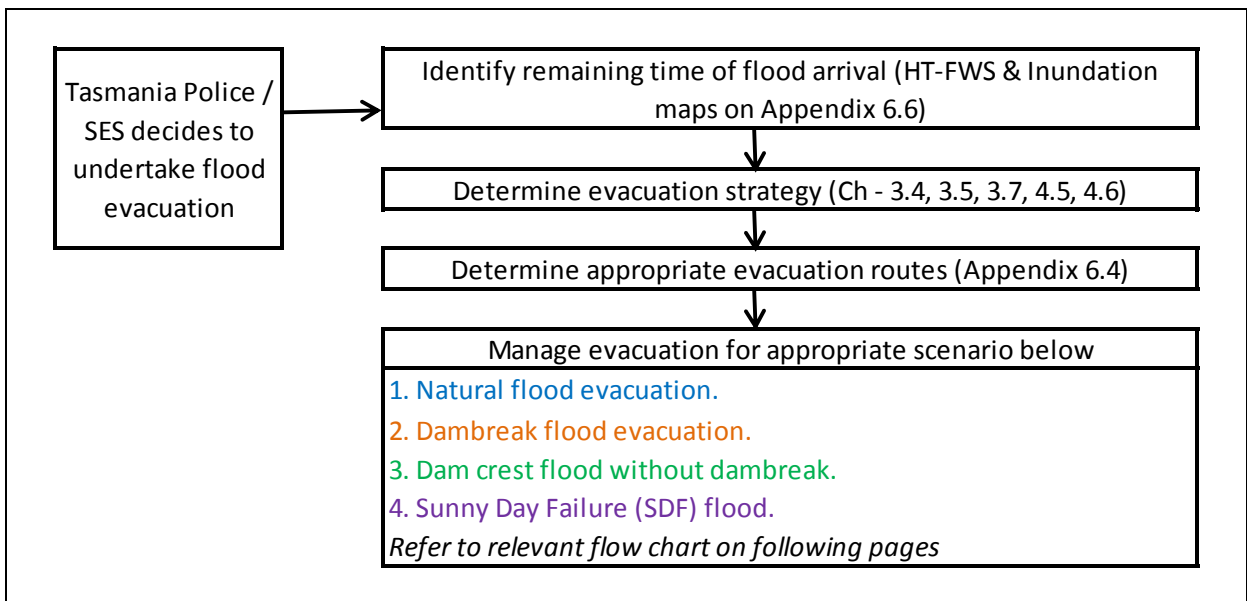 Tasmania Police /
SES decides to
undertake flood
evacuation
Identify remaining time of flood arrival (HT-FWS & Inundation
maps on Appendix 6.6)
Determine evacuation strategy (Ch - 3.4, 3.5, 3.7, 4.5, 4.6)
Determine appropriate evacuation routes (Appendix 6.4)
Manage evacuation for appropriate scenario below
1. Natural flood evacuation.
2. Dambreak flood evacuation.
3. Dam crest flood without dambreak.
4. Sunny Day Failure (SDF) flood.
Refer to relevant flow chart on following pages